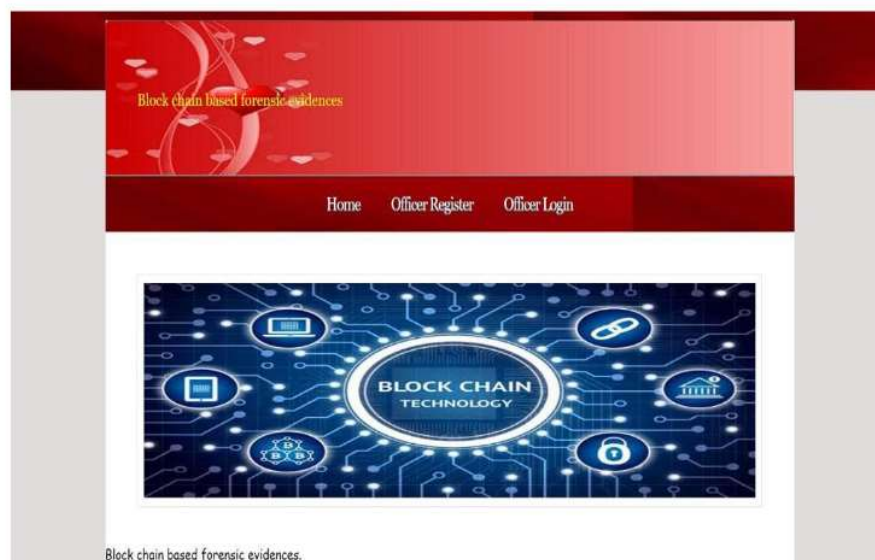 Block chain based forensic evidences
Home Officer Register Officer Login
BLOCK CHAIN
TECHNOLOGY
Block chain based forensic evidences.